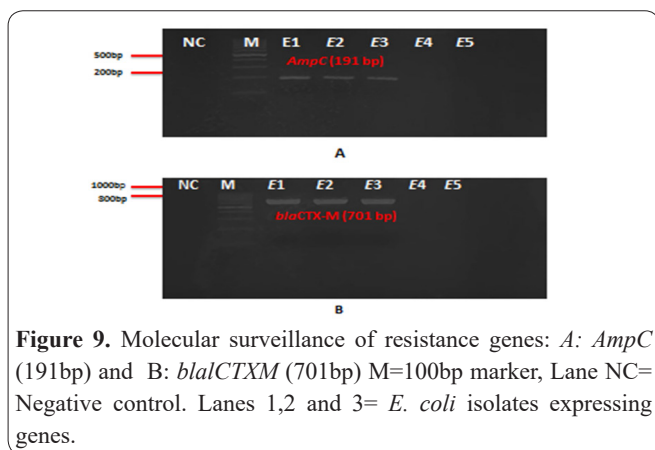 NC M E1 E2 E3 E4 E5
500bp
AmpC (191 bp)
200bp
A
1000bp
NC M E1 E2 E3 E4 E5
800bp
blaCTX-M (701 bp)
B
Figure 9. Molecular surveillance of resistance genes: A: AmpC
(191bp) and B: blalCTXM (701bp) M=100bp marker, Lane NC=
Negative control. Lanes 1,2 and 3= E. coli isolates expressing
genes.